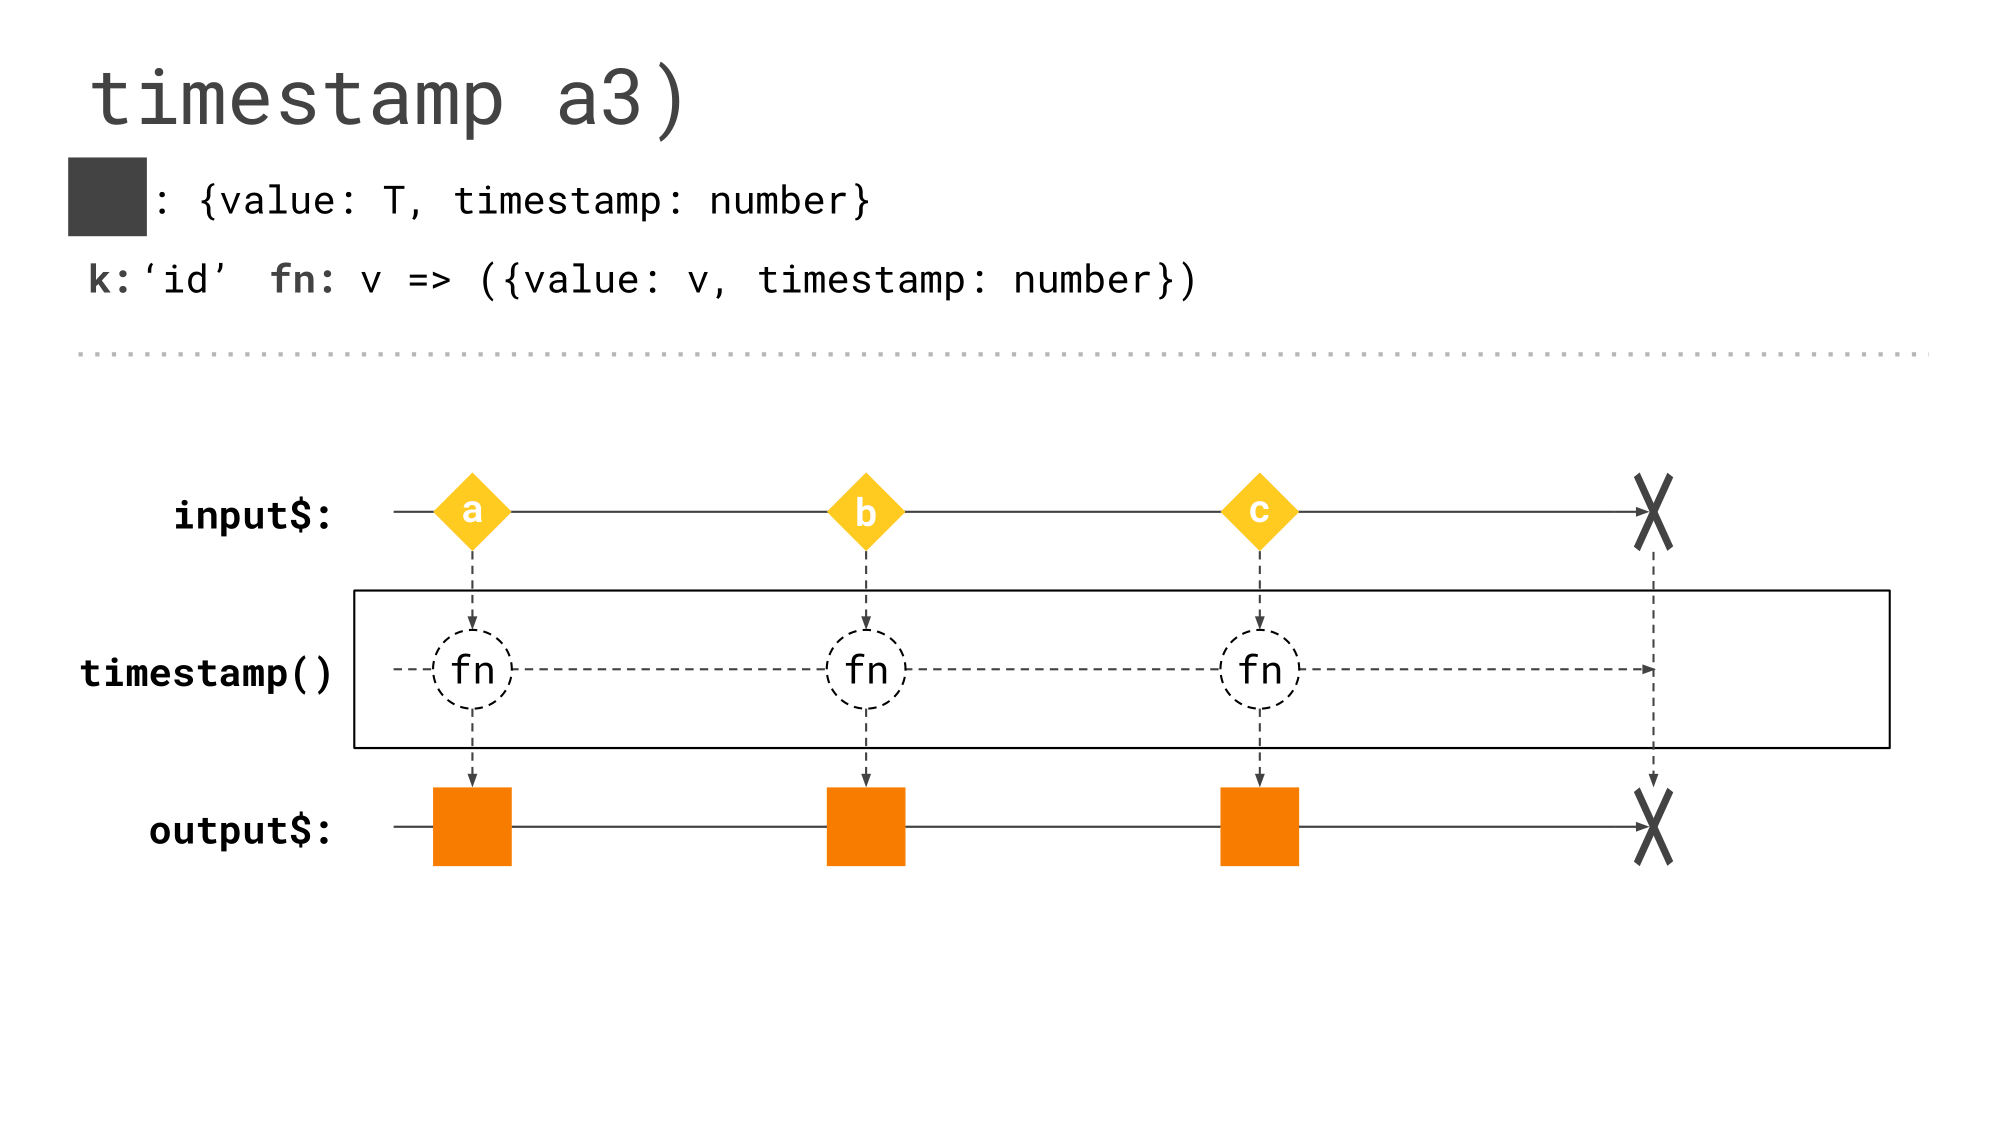 timestamp a3)
: {value: T, timestamp: number}
k: ‘id’ fn: v => ({value: v, timestamp: number})
input$: a b c X
timestamp() fn fn fn
output$: X